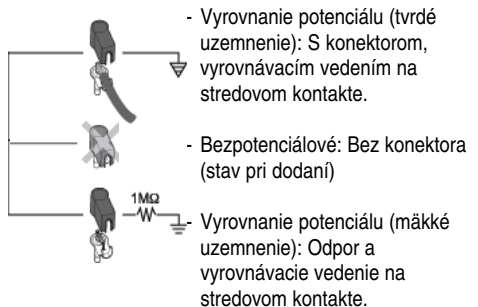 - Vyrovnanie potenciálu (tvrdé
uzemnenie): S konektorom,
vyrovnávacím vedením na
stredovom kontakte.
- Bezpotenciálové: Bez konektora
(stav pri dodaní)
1MΩ
- Vyrovnanie potenciálu (mäkké
uzemnenie): Odpor a
vyrovnávacie vedenie na
stredovom kontakte.